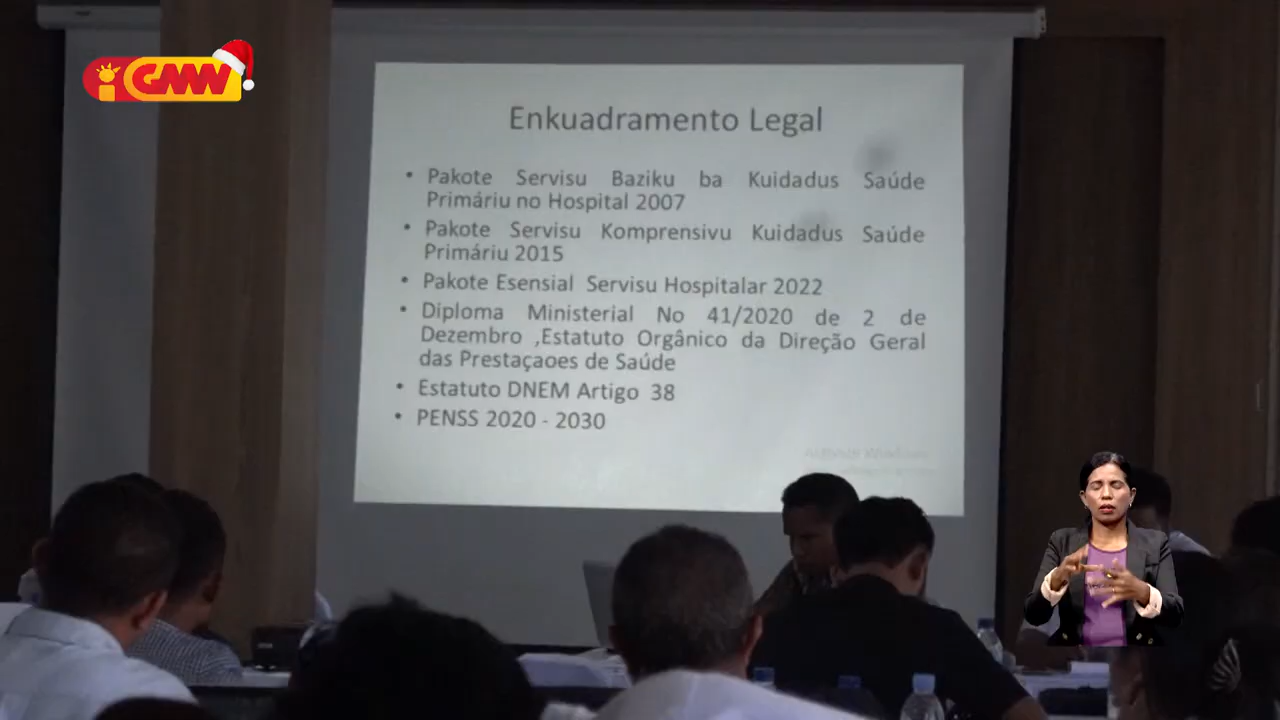 GMN
Enkuadramento Legal
• Pakote Servisu Baziku ba Kuidadus Saúde
Primáriu no Hospital 2007
• Pakote Servisu Komprensivu Kuidadus Saúde
Primáriu 2015
• Pakote Esensial Servisu Hospitalar 2022
• Diploma Ministerial No 41/2020 de 2 de
Dezembro ,Estatuto Orgânico da Direção Geral
das Prestaçaoes de Saúde
• Estatuto DNEM Artigo 38
• PENSS 2020 - 2030